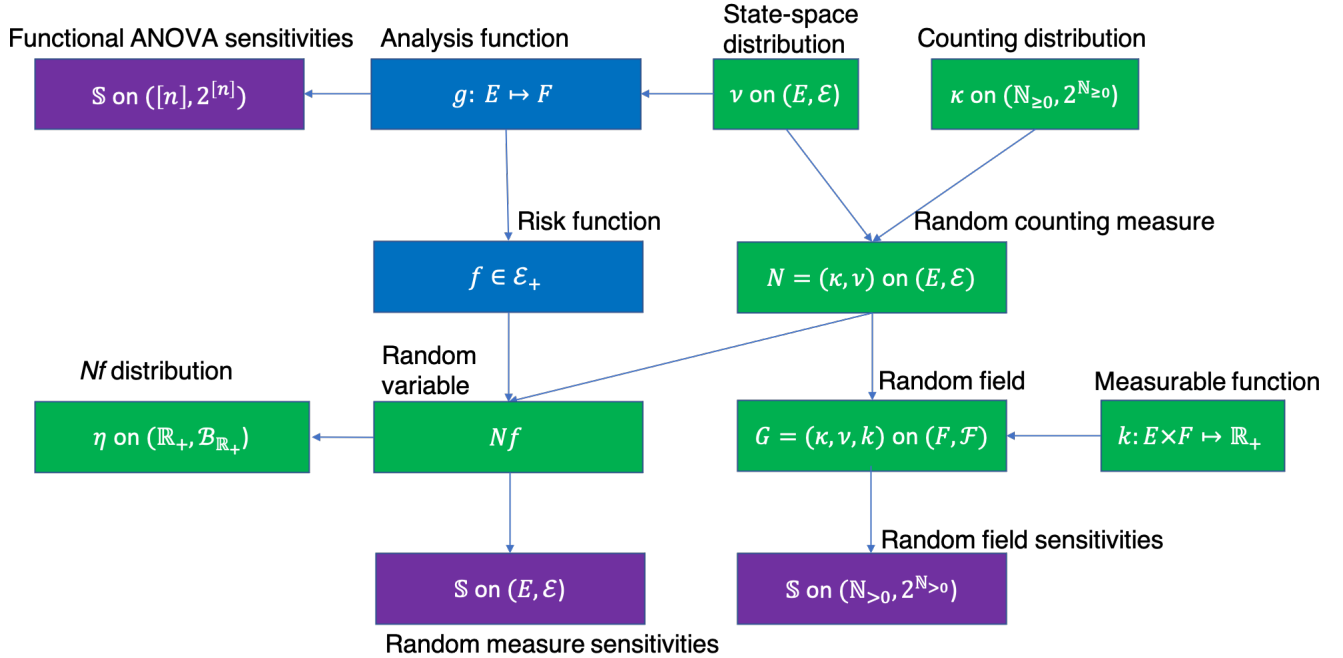 State-space
distribution
Functional ANOVA sensitivities
Analysis function
Counting distribution
𝕊 on ([n], 2^[n])
g: E ↦ F
ν on (E, ℰ)
κ on (ℕ≥0, 2^ℕ≥0)
Risk function
Random counting measure
f ∈ ℰ₊
N = (κ, ν) on (E, ℰ)
Nf distribution
Random
variable
Random field
Measurable function
η on (ℝ₊, ℬ_ℝ₊)
Nf
G = (κ, ν, k) on (F, ℱ)
k: E×F ↦ ℝ₊
Random field sensitivities
𝕊 on (E, ℰ)
𝕊 on (ℕ>0, 2^ℕ>0)
Random measure sensitivities